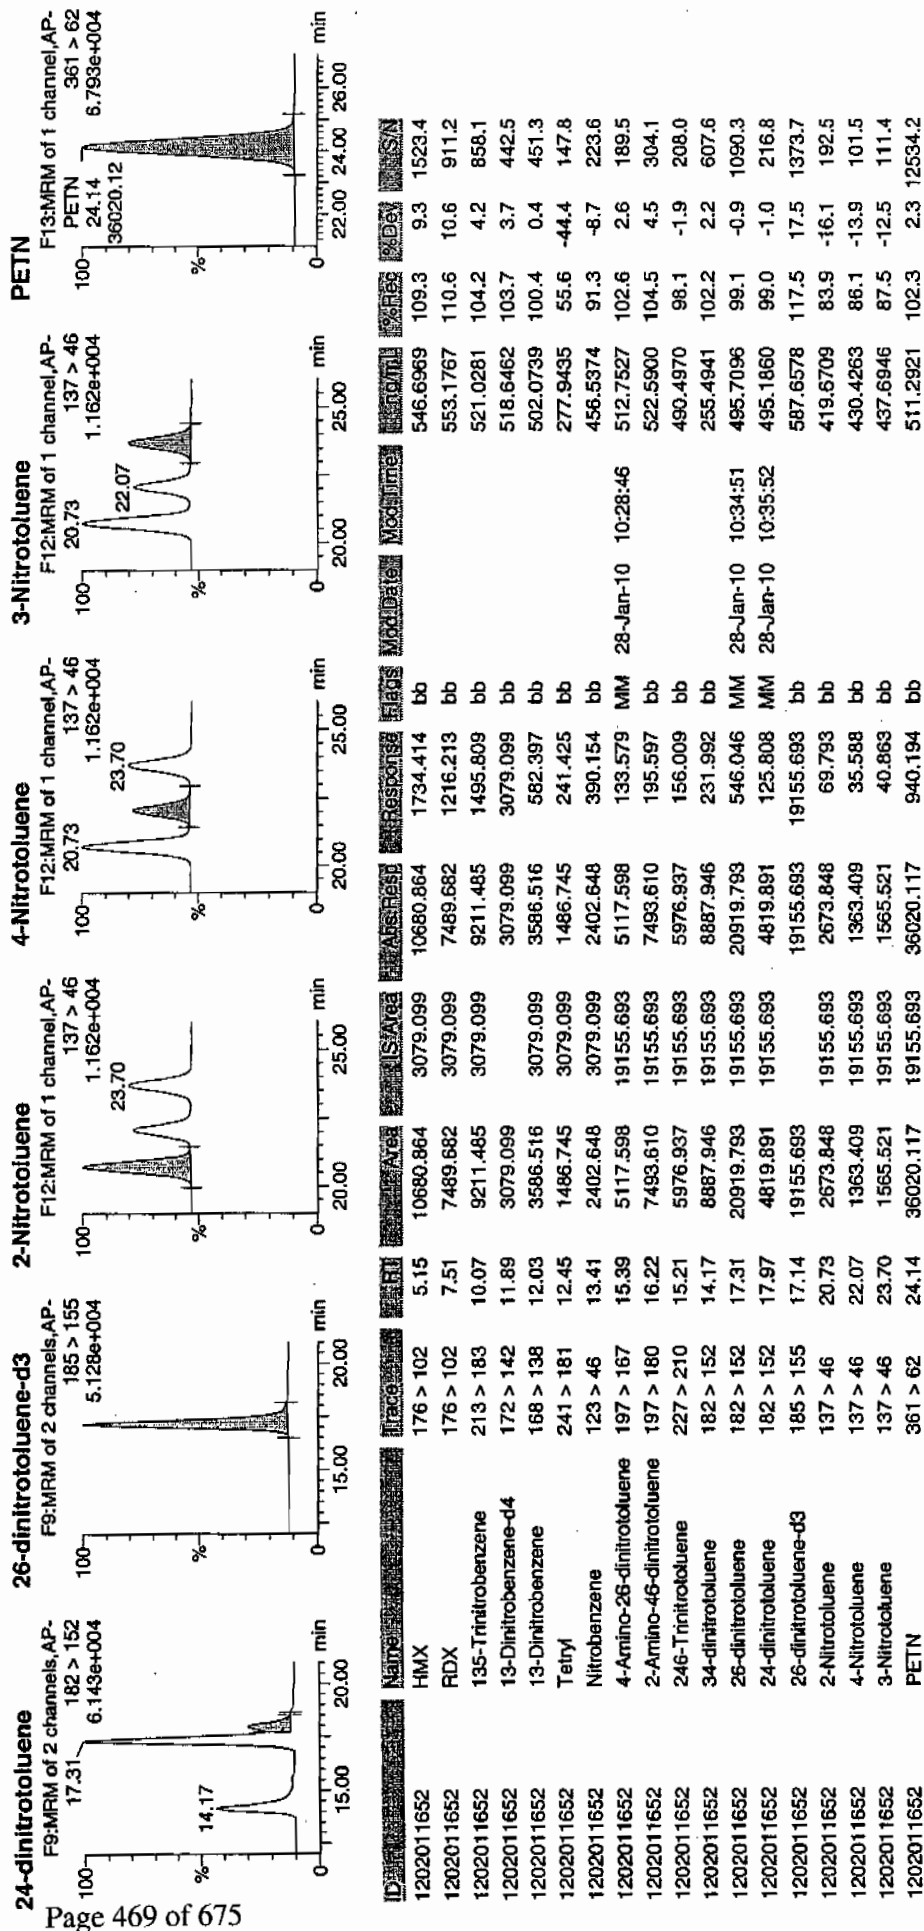 24-dinitrotoluene
F9:MRM of 2 channels,AP-
182 > 152
6.143e+004
100
%
0
17.31
14.17
15.00
20.00
min
26-dinitrotoluene-d3
F9:MRM of 2 channels,AP-
185 > 155
5.128e+004
100
%
0
15.00
20.00
min
2-Nitrotoluene
F12:MRM of 1 channel,AP-
137 > 46
1.162e+004
100
%
0
23.70
20.00
25.00
min
4-Nitrotoluene
F12:MRM of 1 channel,AP-
137 > 46
1.162e+004
100
%
0
20.73
23.70
20.00
25.00
min
3-Nitrotoluene
F12:MRM of 1 channel,AP-
137 > 46
1.162e+004
100
%
0
20.73
22.07
20.00
25.00
min
PETN
F13:MRM of 1 channel,AP-
361 > 62
6.793e+004
100
%
0
PETN
24.14
36020.12
22.00
24.00
26.00
min
ID Name Trace RT Area IS Area Abs.Resp Response Flags Mod.Date Mod.Time ng/mL %Rec %Dev S/N
1202011652 HMX 176 > 102 5.15 10680.864 3079.099 10680.864 1734.414 bb 546.6969 109.3 9.3 1523.4
1202011652 RDX 176 > 102 7.51 7489.682 3079.099 7489.682 1216.213 bb 553.1767 110.6 10.6 911.2
1202011652 135-Trinitrobenzene 213 > 183 10.07 9211.485 3079.099 9211.485 1495.809 bb 521.0281 104.2 4.2 858.1
1202011652 13-Dinitrobenzene-d4 172 > 142 11.89 3079.099 3079.099 3079.099 bb 518.6462 103.7 3.7 442.5
1202011652 13-Dinitrobenzene 168 > 138 12.03 3586.516 3079.099 3586.516 582.397 bb 502.0739 100.4 0.4 451.3
1202011652 Tetryl 241 > 181 12.45 1486.745 3079.099 1486.745 241.425 bb 277.9435 55.6 -44.4 147.8
1202011652 Nitrobenzene 123 > 46 13.41 2402.648 3079.099 2402.648 390.154 bb 456.5374 91.3 -8.7 223.6
1202011652 4-Amino-26-dinitrotoluene 197 > 167 15.39 5117.598 19155.693 5117.598 133.579 MM 28-Jan-10 10:28:46 512.7527 102.6 2.6 189.5
1202011652 2-Amino-46-dinitrotoluene 197 > 180 16.22 7493.610 19155.693 7493.610 195.597 bb 522.5900 104.5 4.5 304.1
1202011652 246-Trinitrotoluene 227 > 210 15.21 5976.937 19155.693 5976.937 156.009 bb 490.4970 98.1 -1.9 208.0
1202011652 34-dinitrotoluene 182 > 152 14.17 8887.946 19155.693 8887.946 231.992 bb 255.4941 102.2 2.2 607.6
1202011652 26-dinitrotoluene 182 > 152 17.31 20919.793 19155.693 20919.793 546.046 MM 28-Jan-10 10:34:51 495.7096 99.1 -0.9 1090.3
1202011652 24-dinitrotoluene 182 > 152 17.97 4819.891 19155.693 4819.891 125.808 MM 28-Jan-10 10:35:52 495.1860 99.0 -1.0 216.8
1202011652 26-dinitrotoluene-d3 185 > 155 17.14 19155.693 19155.693 19155.693 bb 587.6578 117.5 17.5 1373.7
1202011652 2-Nitrotoluene 137 > 46 20.73 2673.848 19155.693 2673.848 69.793 bb 419.6709 83.9 -16.1 192.5
1202011652 4-Nitrotoluene 137 > 46 22.07 1363.409 19155.693 1363.409 35.588 bb 430.4263 86.1 -13.9 101.5
1202011652 3-Nitrotoluene 137 > 46 23.70 1565.521 19155.693 1565.521 40.863 bb 437.6946 87.5 -12.5 111.4
1202011652 PETN 361 > 62 24.14 36020.117 19155.693 36020.117 940.194 bb 511.2921 102.3 2.3 12534.2
Page 469 of 675